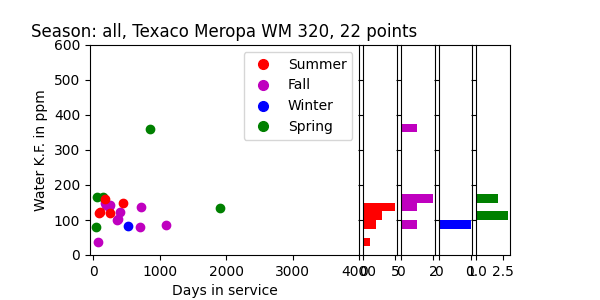 Season: all, Texaco Meropa WM 320, 22 points
Water K.F. in ppm
600
500
400
300
200
100
0
Summer
Fall
Winter
Spring
0 1000 2000 3000 4000
0 5
0 2
0 1
0.0 2.5
Days in service